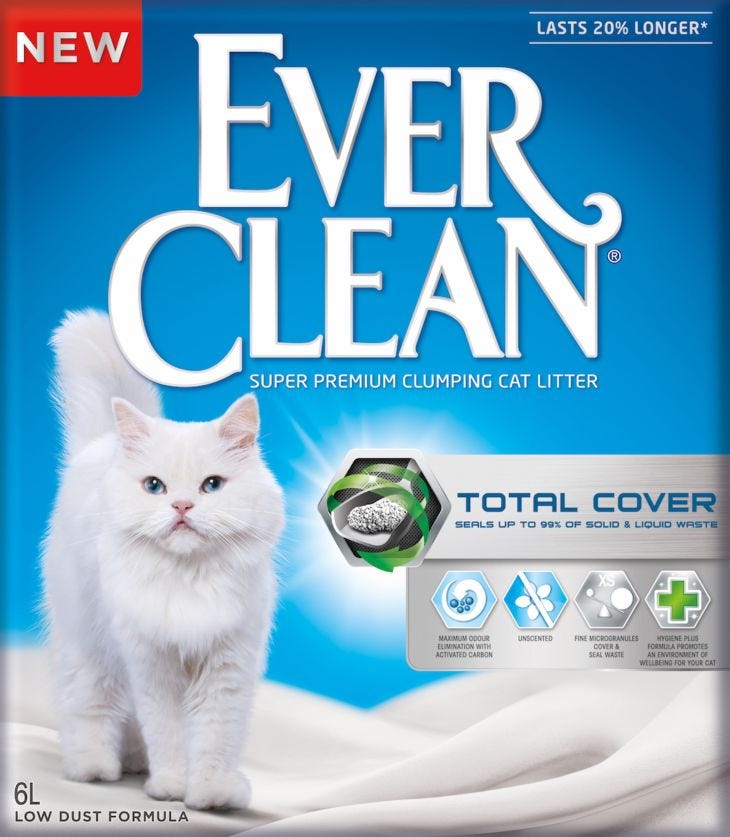 NEW
LASTS 20% LONGER*
EVER
CLEAN®
SUPER PREMIUM CLUMPING CAT LITTER
TOTAL COVER
SEALS UP TO 99% OF SOLID & LIQUID WASTE
XS
MAXIMUM ODOUR
ELIMINATION WITH
ACTIVATED CARBON
UNSCENTED
FINE MICROGRANULES
COVER &
SEAL WASTE
HYGIENE PLUS
FORMULA PROMOTES
AN ENVIRONMENT OF
WELLBEING FOR YOUR CAT
6L
LOW DUST FORMULA